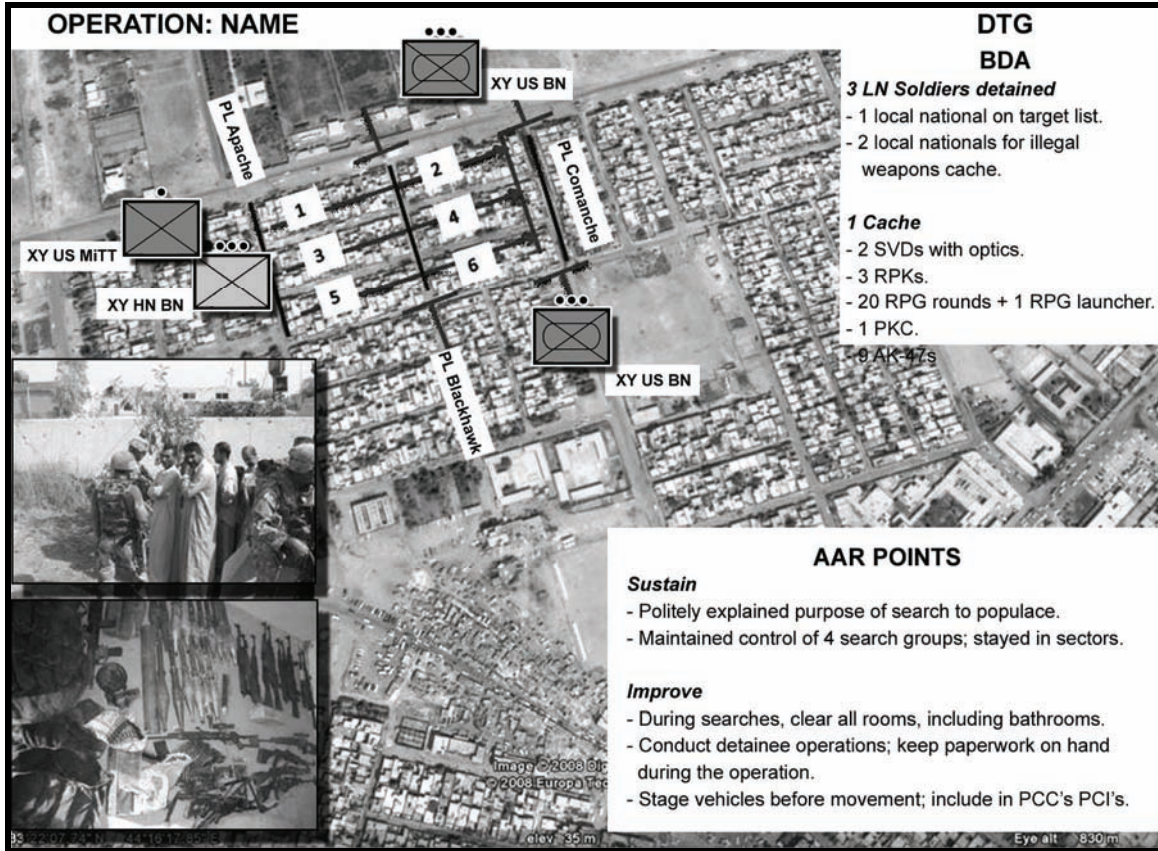 OPERATION: NAME
DTG
BDA
3 LN Soldiers detained
- 1 local national on target list.
- 2 local nationals for illegal
weapons cache.
1 Cache
- 2 SVDs with optics.
- 3 RPKs.
- 20 RPG rounds + 1 RPG launcher.
- 1 PKC.
- 9 AK-47s
XY US BN
PL Apache
PL Comanche
1
2
3
4
5
6
XY US MiTT
XY HN BN
XY US BN
PL Blackhawk
AAR POINTS
Sustain
- Politely explained purpose of search to populace.
- Maintained control of 4 search groups; stayed in sectors.
Improve
- During searches, clear all rooms, including bathrooms.
- Conduct detainee operations; keep paperwork on hand
during the operation.
- Stage vehicles before movement; include in PCC's PCI's.
Image © 2008 Dig
© 2008 Europa Tec
elev 35 m
Eye alt 830 m